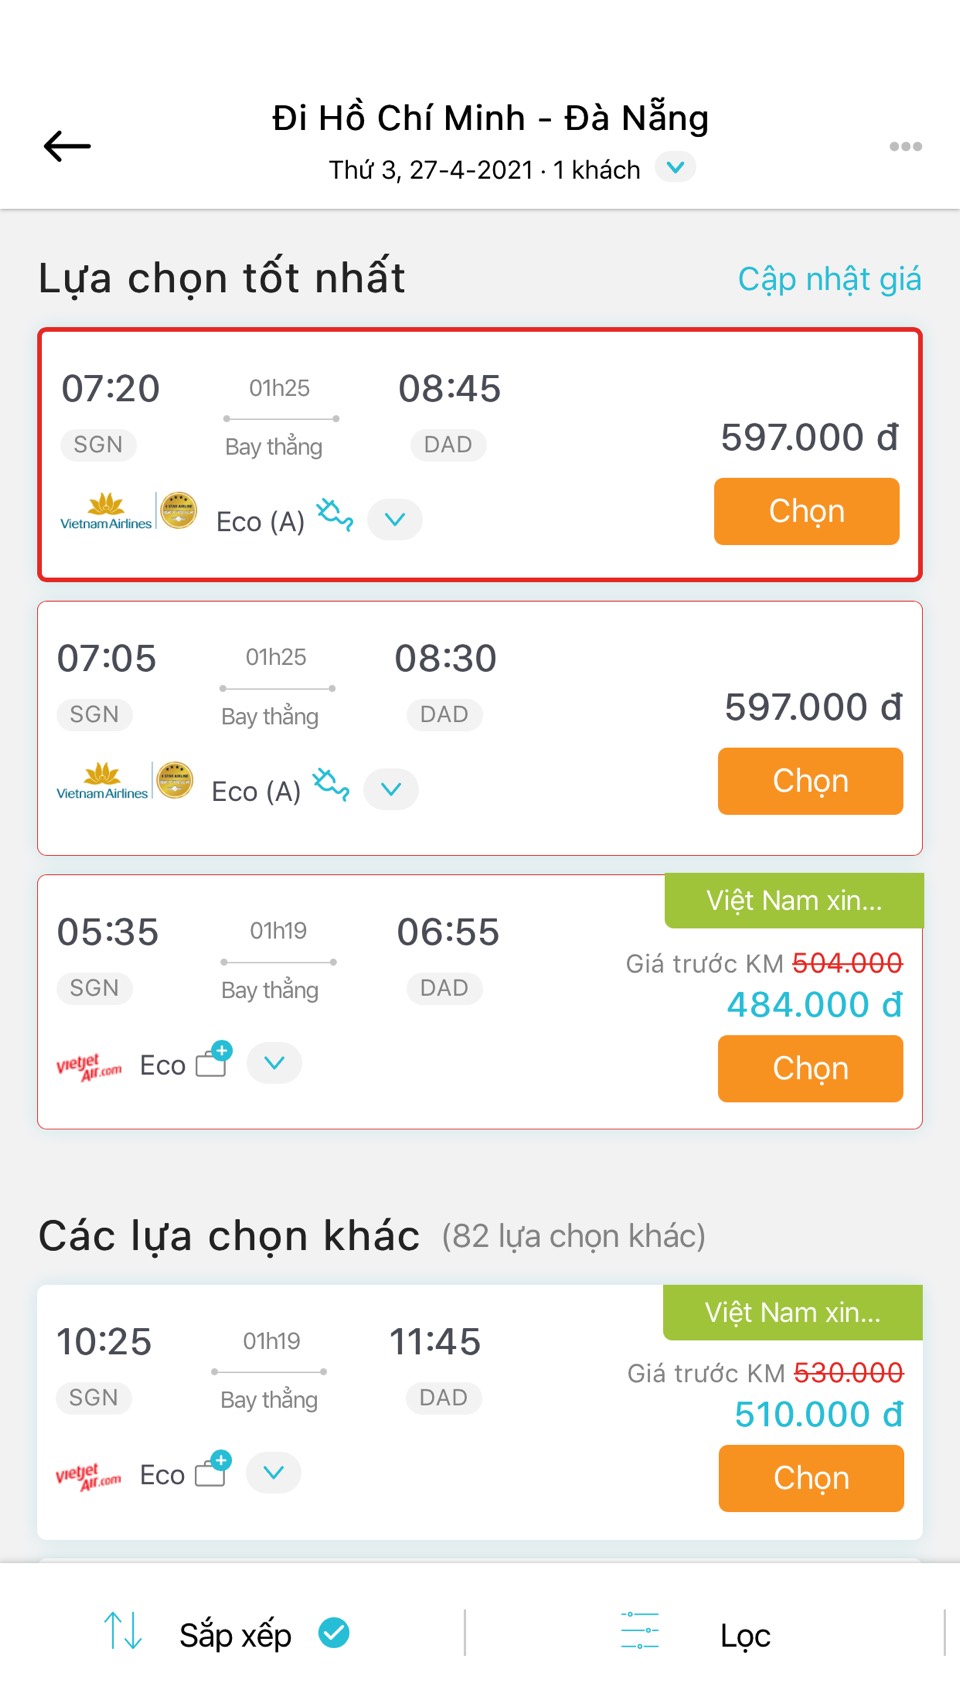 Đi Hồ Chí Minh - Đà Nẵng
Thứ 3, 27-4-2021 · 1 khách
Lựa chọn tốt nhất
Cập nhật giá
07:20
01h25
08:45
SGN
Bay thẳng
DAD
597.000 đ
Vietnam Airlines
Eco (A)
Chọn
07:05
01h25
08:30
SGN
Bay thẳng
DAD
597.000 đ
Vietnam Airlines
Eco (A)
Chọn
Việt Nam xin...
05:35
01h19
06:55
SGN
Bay thẳng
DAD
Giá trước KM 504.000
484.000 đ
vietjet Air.com
Eco
Chọn
Các lựa chọn khác (82 lựa chọn khác)
Việt Nam xin...
10:25
01h19
11:45
SGN
Bay thẳng
DAD
Giá trước KM 530.000
510.000 đ
vietjet Air.com
Eco
Chọn
Sắp xếp
Lọc